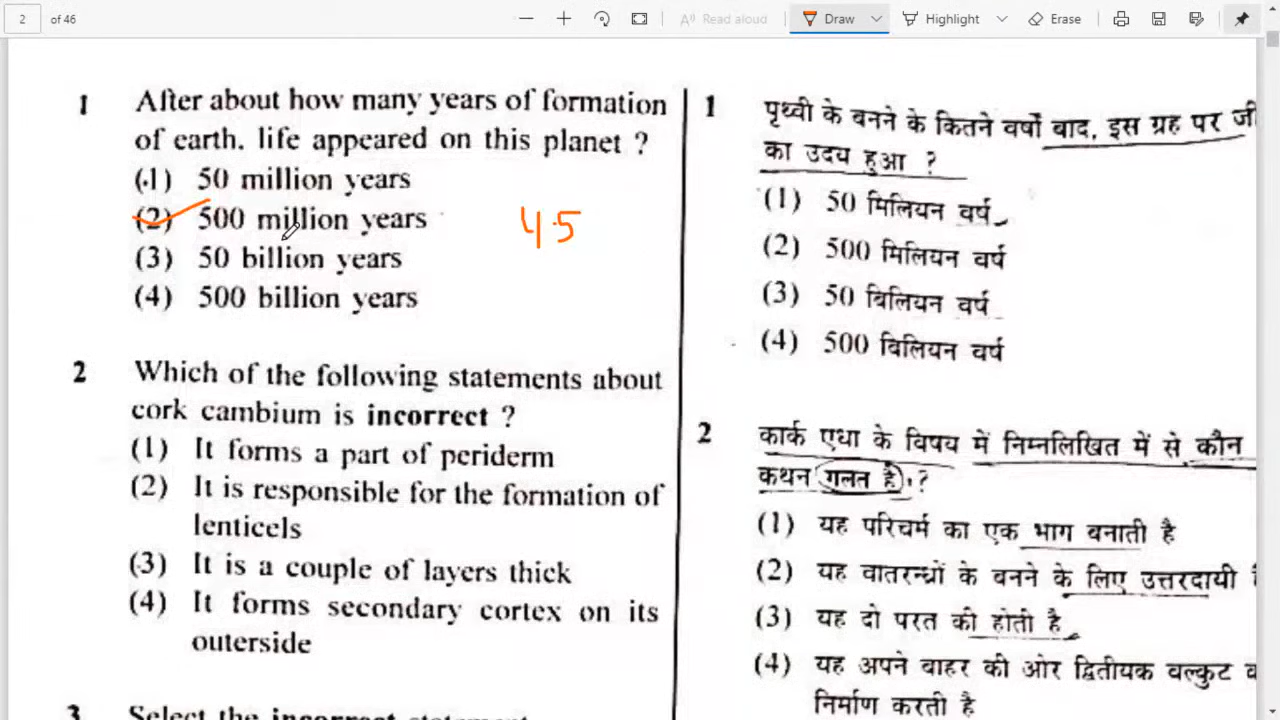 2 of 46 Read aloud Draw Highlight Erase
1 After about how many years of formation
of earth, life appeared on this planet ?
(1) 50 million years
(2) 500 million years
(3) 50 billion years
(4) 500 billion years
4.5
2 Which of the following statements about
cork cambium is incorrect ?
(1) It forms a part of periderm
(2) It is responsible for the formation of
lenticels
(3) It is a couple of layers thick
(4) It forms secondary cortex on its
outerside
3 Select the incorrect statement
1 पृथ्वी के बनने के कितने वर्षों बाद, इस ग्रह पर
का उदय हुआ ?
(1) 50 मिलियन वर्ष
(2) 500 मिलियन वर्ष
(3) 50 बिलियन वर्ष
(4) 500 बिलियन वर्ष
2 कार्क एधा के विषय में निम्नलिखित में से कौन
कथन गलत है ?
(1) यह परिचर्म का एक भाग बनाती है
(2) यह वातरन्ध्रों के बनने के लिए उत्तरदायी
(3) यह दो परत की होती है
(4) यह अपने बाहर की ओर द्वितीयक वल्कुट
निर्माण करती है